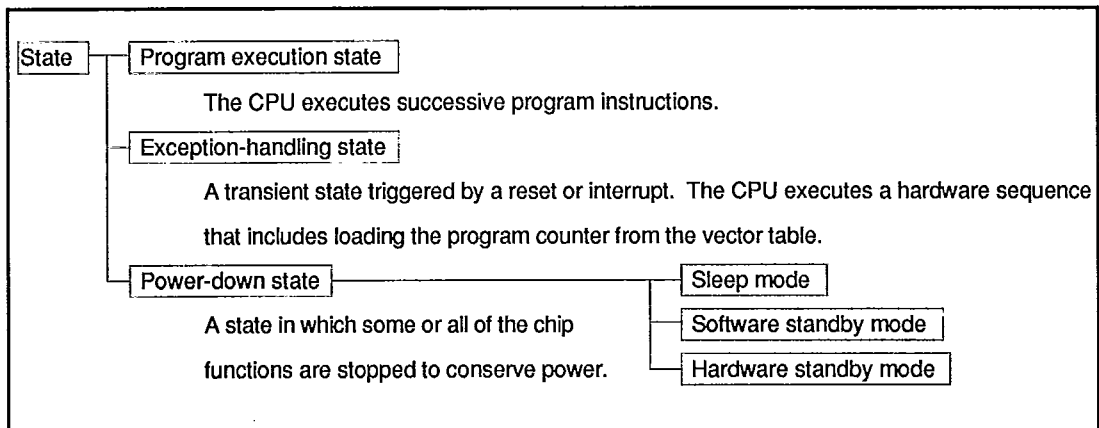 State
Program execution state
The CPU executes successive program instructions.
Exception-handling state
A transient state triggered by a reset or interrupt. The CPU executes a hardware sequence
that includes loading the program counter from the vector table.
Power-down state
Sleep mode
A state in which some or all of the chip
Software standby mode
functions are stopped to conserve power.
Hardware standby mode